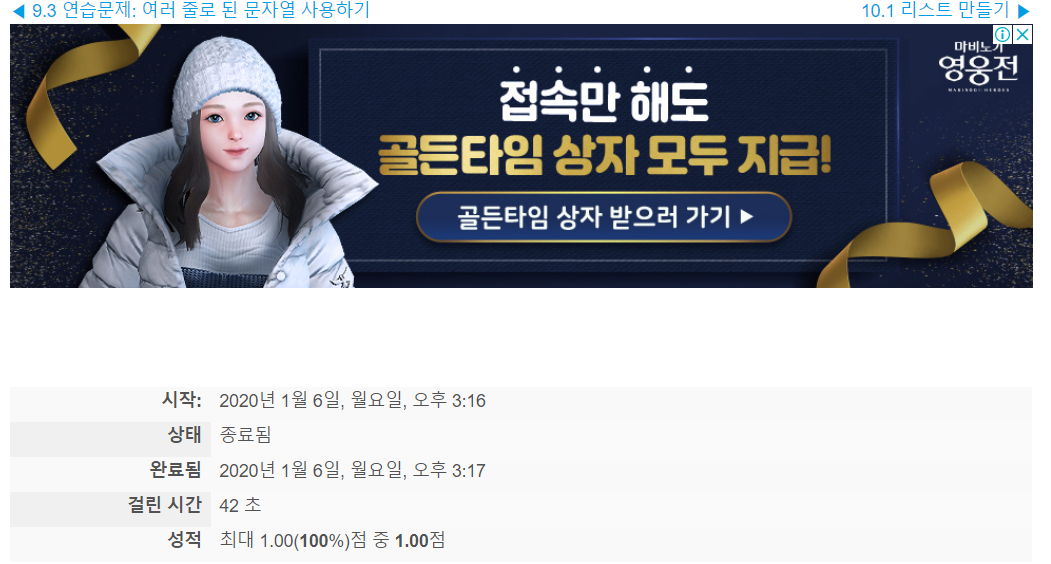 ◀ 9.3 연습문제: 여러 줄로 된 문자열 사용하기
10.1 리스트 만들기 ▶
마비노기
영웅전
MABINOGI: HEROES
접속만 해도
골든타임 상자 모두 지급!
골든타임 상자 받으러 가기 ▶
시작: 2020년 1월 6일, 월요일, 오후 3:16
상태 종료됨
완료됨 2020년 1월 6일, 월요일, 오후 3:17
걸린 시간 42 초
성적 최대 1.00(100%)점 중 1.00점